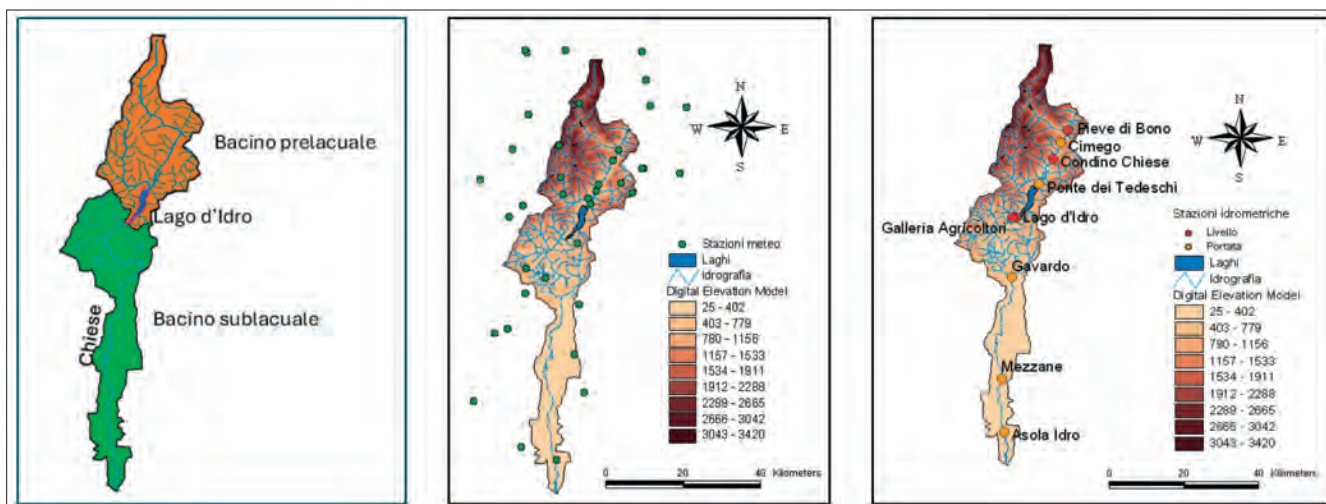 Bacino prelacuale
Lago d'Idro
Bacino sublacuale
Chiese
N
W
E
S
Stazioni meteo
Laghi
Idrografia
Digital Elevation Model
25 - 402
403 - 779
780 - 1156
1157 - 1533
1534 - 1911
1912 - 2288
2289 - 2665
2666 - 3042
3043 - 3420
0
20
40
Kilometers
N
W
E
S
Pieve di Bono
Cimego
Condino Chiese
Ponte dei Tedeschi
Lago d'Idro
Galleria Agricoltori
Gavardo
Mezzane
Asola Idro
Stazioni idrometriche
Livello
Portata
Laghi
Idrografia
Digital Elevation Model
25 - 402
403 - 779
780 - 1156
1157 - 1533
1534 - 1911
1912 - 2288
2289 - 2665
2666 - 3042
3043 - 3420
0
20
40
Kilometers